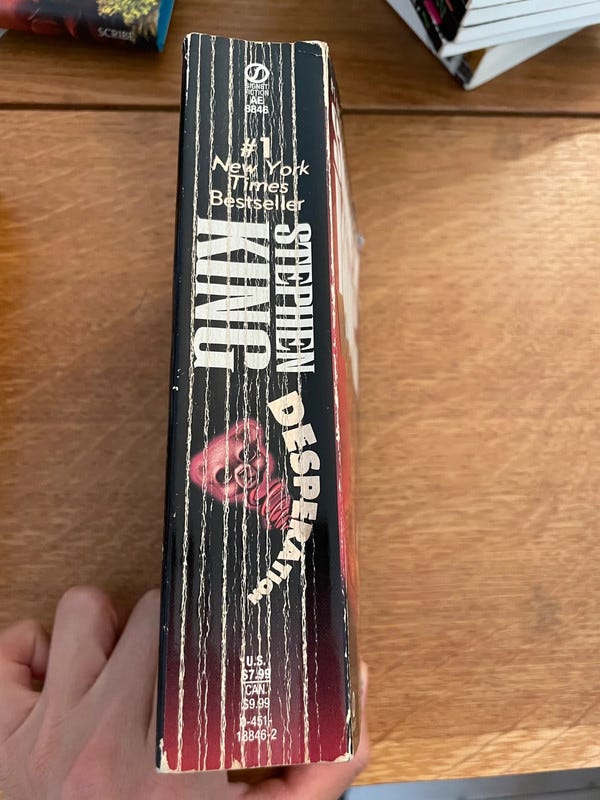 SIGNET
FICTION
AE
8846
#1
New York
Times
Bestseller
STEPHEN
KING
DESPERATION
U.S.
$7.99
CAN.
$9.99
0-451-
18846-2
SCRIB